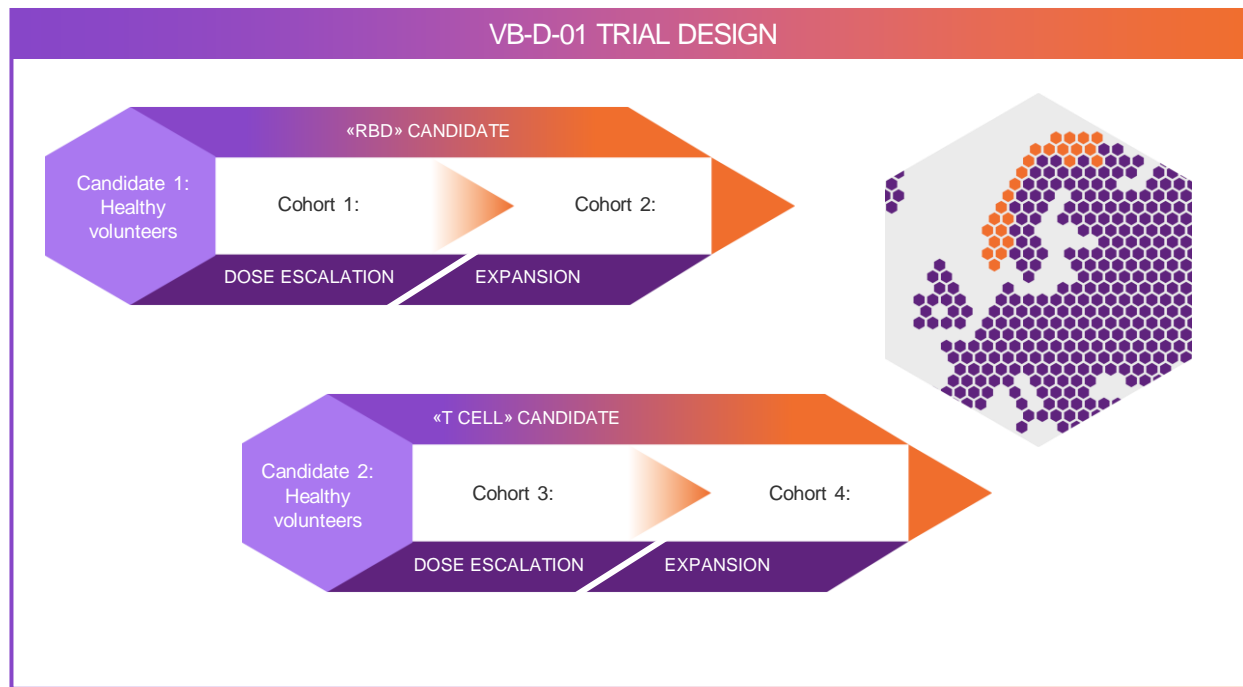 VB-D-01 TRIAL DESIGN
«RBD» CANDIDATE
Candidate 1:
Healthy
volunteers
Cohort 1:
Cohort 2:
DOSE ESCALATION
EXPANSION
«T CELL» CANDIDATE
Candidate 2:
Healthy
volunteers
Cohort 3:
Cohort 4:
DOSE ESCALATION
EXPANSION